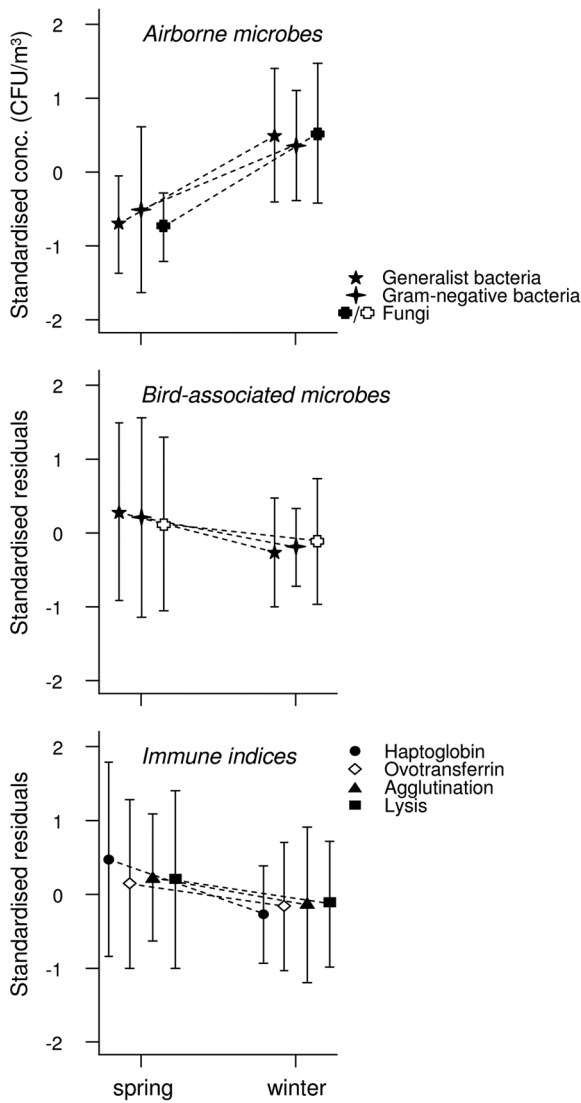 Airborne microbes
Standardised conc. (CFU/m³)
2
1
0
-1
-2
Generalist bacteria
Gram-negative bacteria
/ Fungi
Bird-associated microbes
Standardised residuals
2
1
0
-1
-2
Immune indices
Standardised residuals
2
1
0
-1
-2
Haptoglobin
Ovotransferrin
Agglutination
Lysis
spring winter